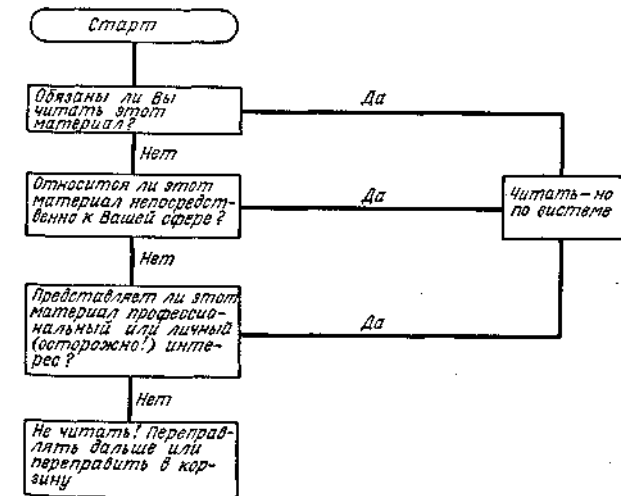 Старт
Обязаны ли Вы
читать этот
материал?
Да
Нет
Относится ли этот
материал непосредст-
венно к Вашей сфере?
Да
Читать – но
по системе
Нет
Представляет ли этот
материал профессио-
нальный или личный
(осторожно!) инте-
рес?
Да
Нет
Не читать! Переправ-
лять дальше или
переправить в кор-
зину